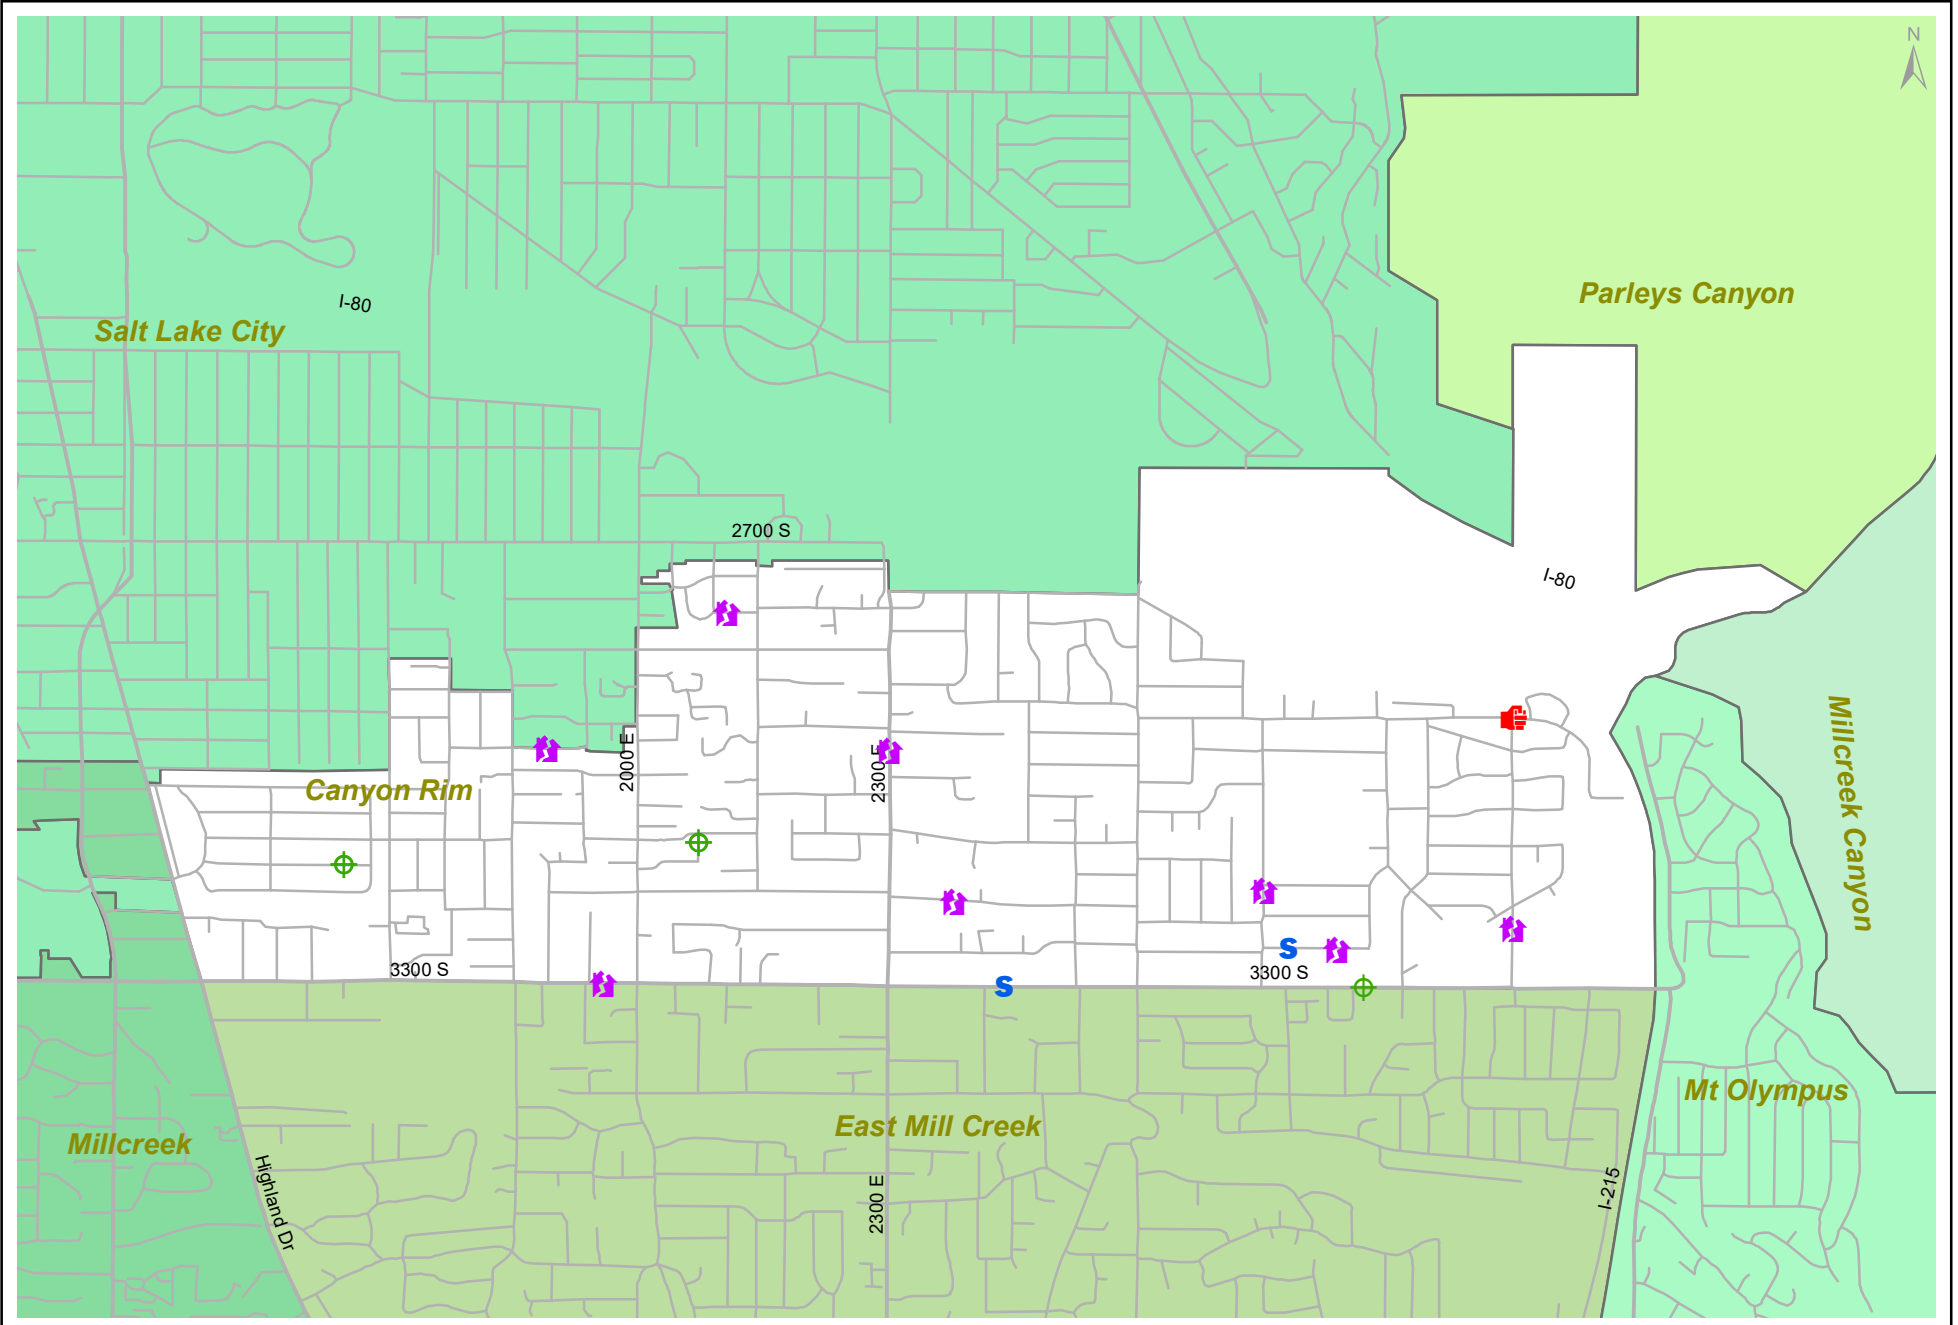 N
Parleys Canyon
I-80
Salt Lake City
2700 S
I-80
Millcreek Canyon
2000 E
2300 E
Canyon Rim
S
3300 S
3300 S
S
Mt Olympus
East Mill Creek
Millcreek
Highland Dr
2300 E
I-215